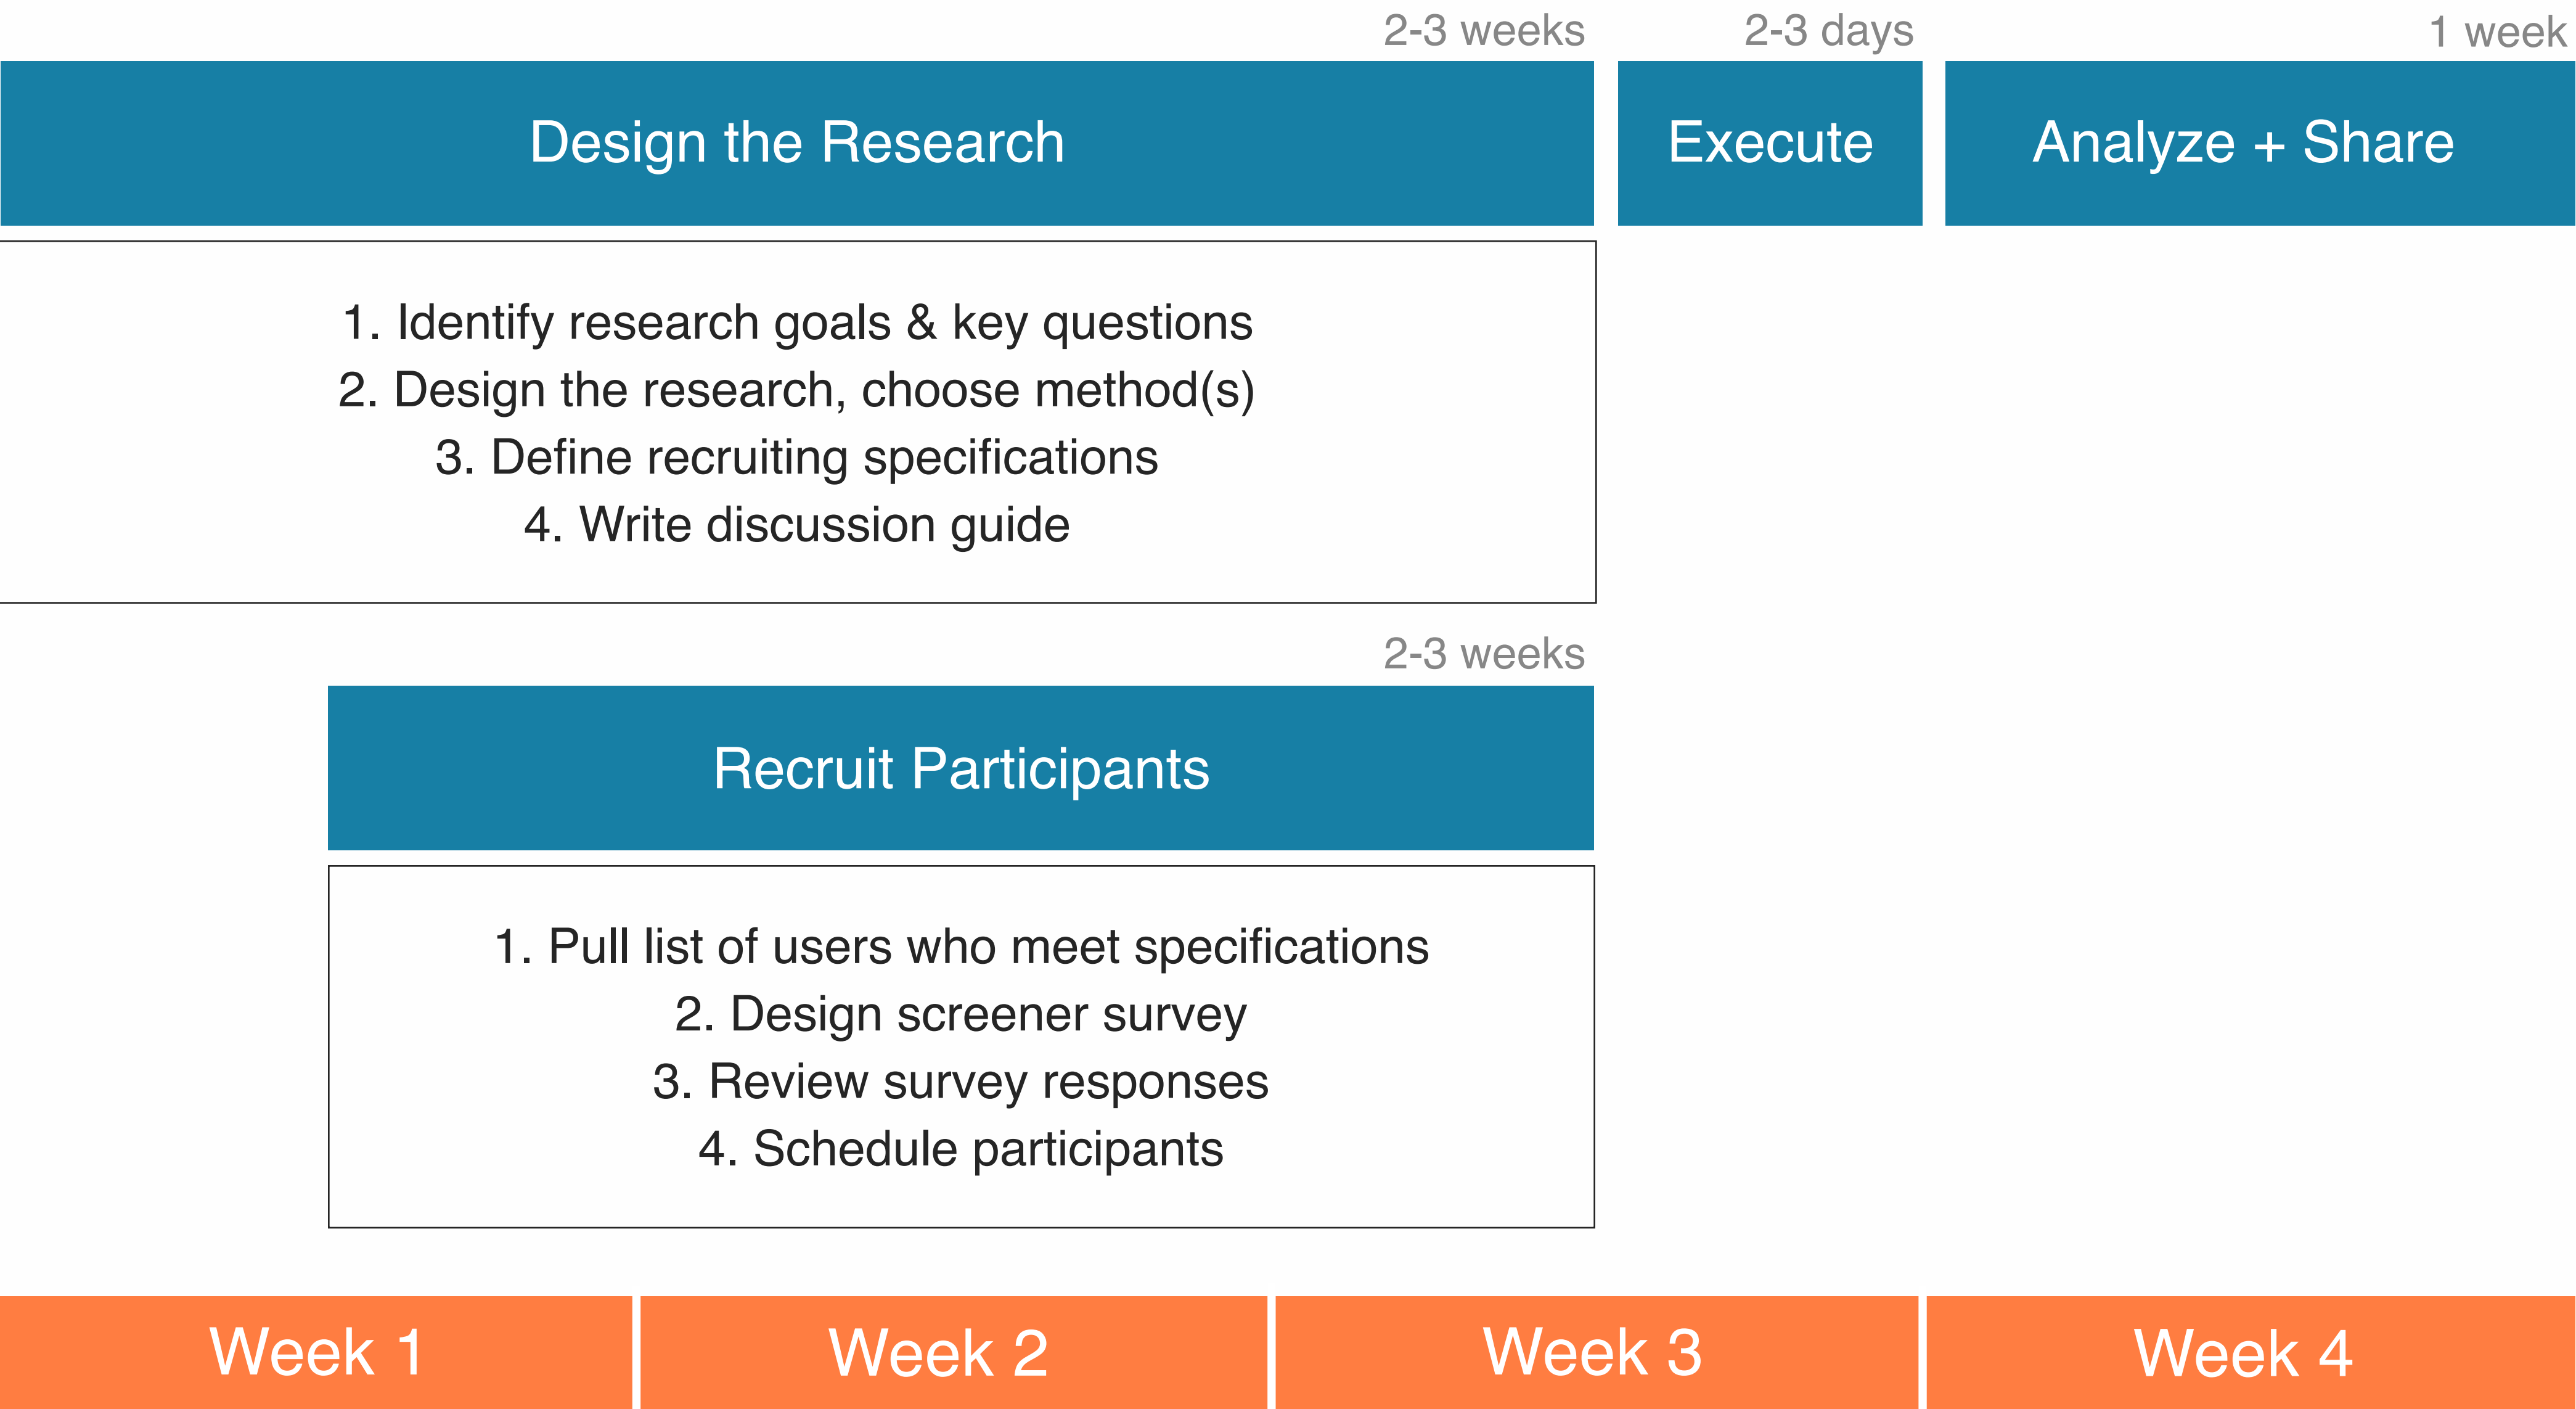 2-3 weeks
2-3 days
1 week
Design the Research
Execute
Analyze + Share
1. Identify research goals & key questions
2. Design the research, choose method(s)
3. Define recruiting specifications
4. Write discussion guide
2-3 weeks
Recruit Participants
1. Pull list of users who meet specifications
2. Design screener survey
3. Review survey responses
4. Schedule participants
Week 1
Week 2
Week 3
Week 4